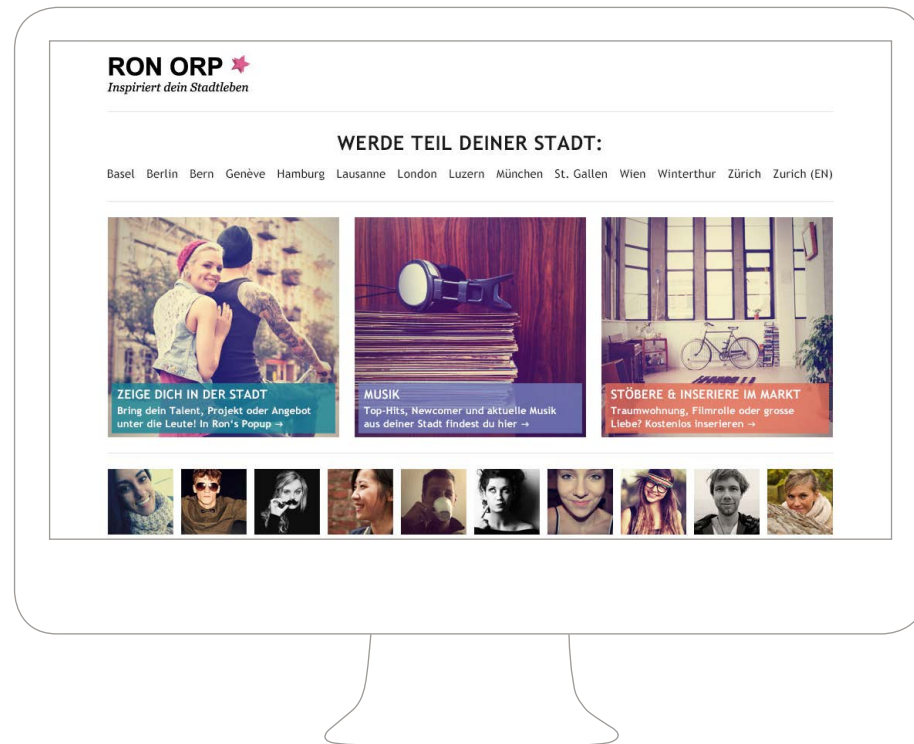 RON ORP
Inspiriert dein Stadtleben
WERDE TEIL DEINER STADT:
Basel Berlin Bern Genève Hamburg Lausanne London Luzern München St. Gallen Wien Winterthur Zürich Zurich (EN)
ZEIGE DICH IN DER STADT
Bring dein Talent, Projekt oder Angebot
unter die Leute! In Ron's Popup →
MUSIK
Top-Hits, Newcomer und aktuelle Musik
aus deiner Stadt findest du hier →
STÖBERE & INSERIERE IM MARKT
Traumwohnung, Filmrolle oder grosse
Liebe? Kostenlos inserieren →